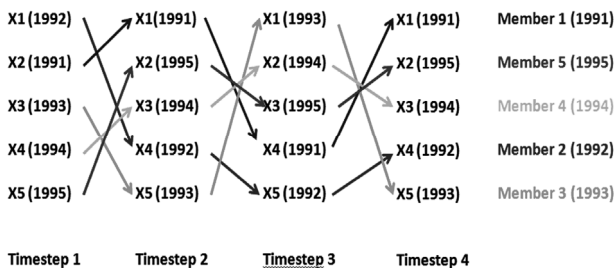 X1 (1992) X1(1991) X1 (1993) X1 (1991) Member 1 (1991)
X2 (1991) X2 (1995) X2 (1994) X2 (1995) Member 5 (1995)
X3 (1993) X3 (1994) X3 (1995) X3 (1994) Member 4 (1994)
X4 (1994) X4 (1992) X4 (1991) X4 (1992) Member 2 (1992)
X5 (1995) X5 (1993) X5 (1992) X5 (1993) Member 3 (1993)
Timestep 1 Timestep 2 Timestep 3 Timestep 4